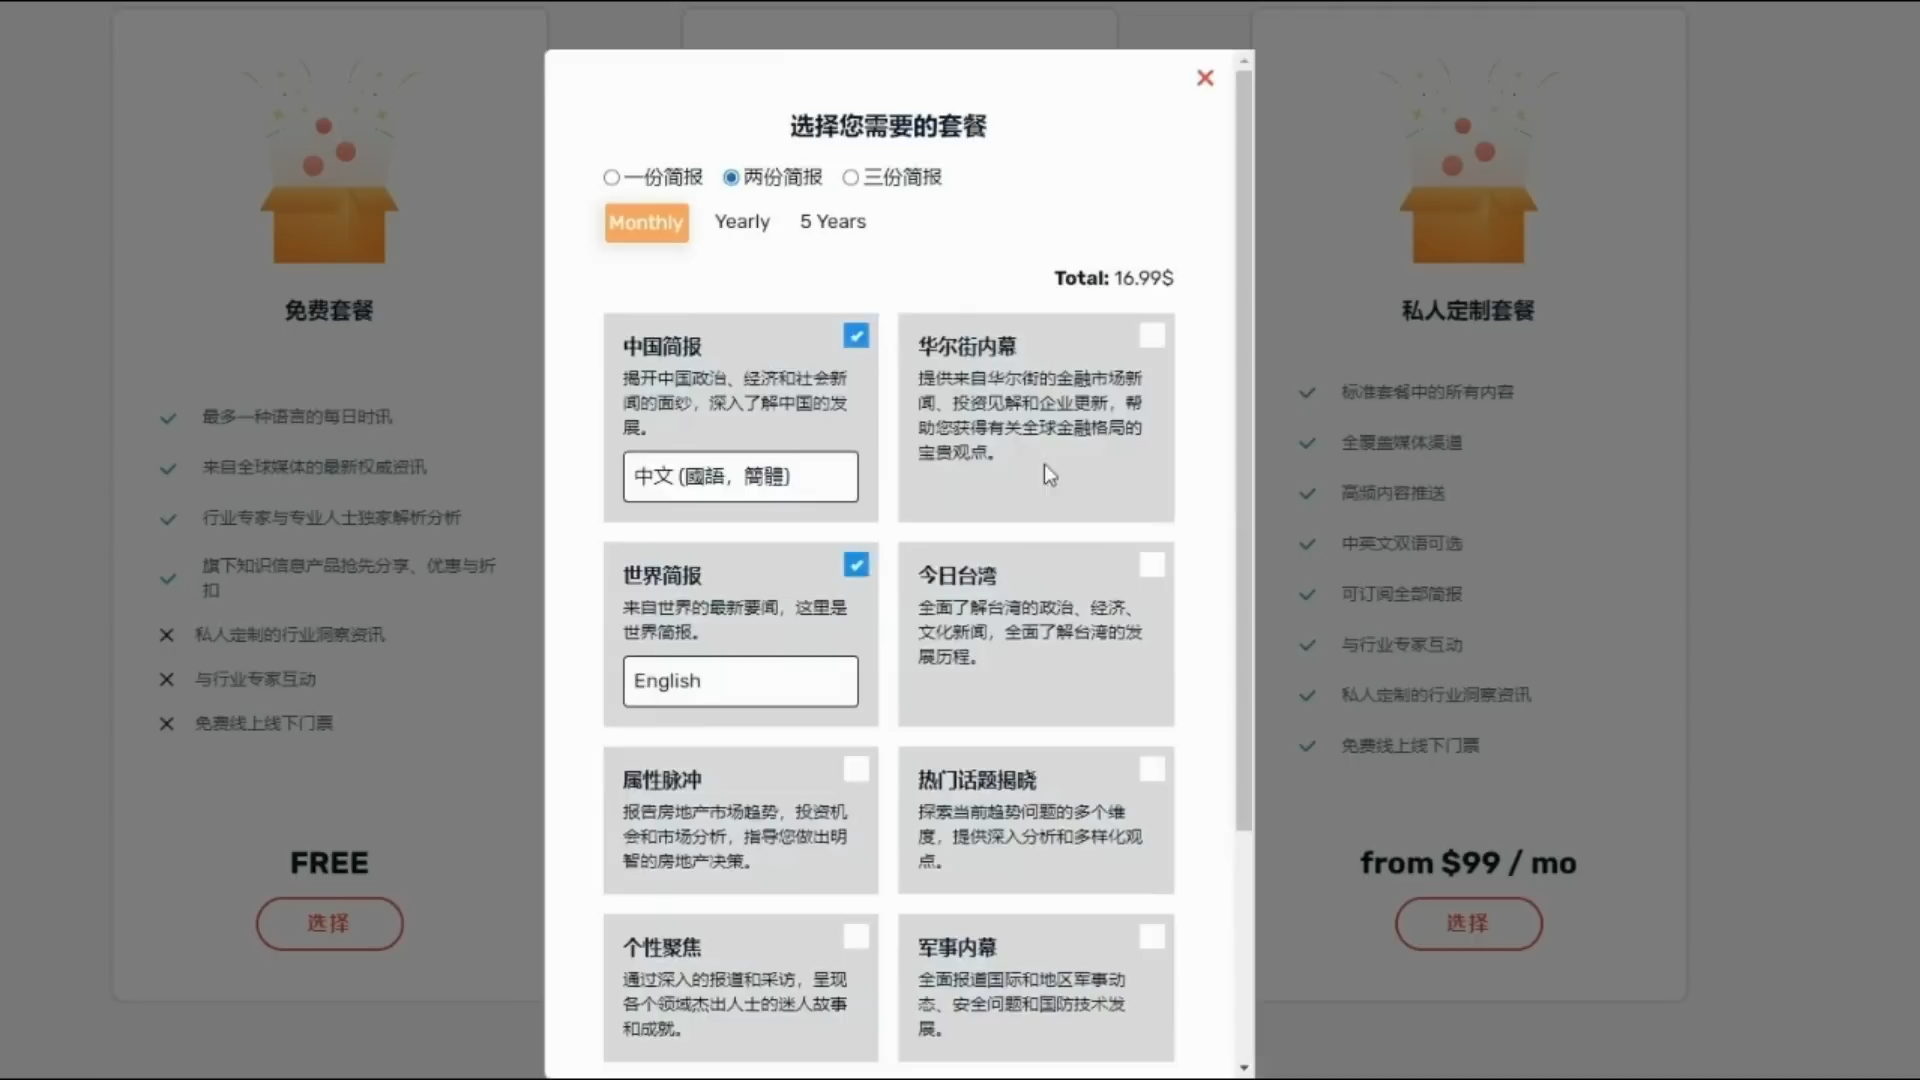 选择您需要的套餐
一份简报 两份简报 三份简报
Monthly Yearly 5 Years
Total: 16.99$
中国简报
揭开中国政治、经济和社会新
闻的面纱，深入了解中国的发
展。
中文 (國語，簡體)
华尔街内幕
提供来自华尔街的金融市场新
闻、投资见解和企业更新，帮
助您获得有关全球金融格局的
宝贵观点。
世界简报
来自世界的最新要闻，这里是
世界简报。
English
今日台湾
全面了解台湾的政治、经济、
文化新闻，全面了解台湾的发
展历程。
属性脉冲
报告房地产市场趋势，投资机
会和市场分析，指导您做出明
智的房地产决策。
热门话题揭晓
探索当前趋势问题的多个维
度，提供深入分析和多样化观
点。
个性聚焦
通过深入的报道和采访，呈现
各个领域杰出人士的迷人故事
和成就。
军事内幕
全面报道国际和地区军事动
态、安全问题和国防技术发
展。
免费套餐
最多一种语言的每日时讯
来自全球媒体的最新权威资讯
行业专家与专业人士独家解析分析
旗下知识信息产品抢先分享、优惠与折
扣
私人定制的行业洞察资讯
与行业专家互动
免费线上线下门票
FREE
选择
私人定制套餐
标准套餐中的所有内容
全覆盖媒体渠道
高频内容推送
中英文双语可选
可订阅全部简报
与行业专家互动
私人定制的行业洞察资讯
免费线上线下门票
from $99 / mo
选择